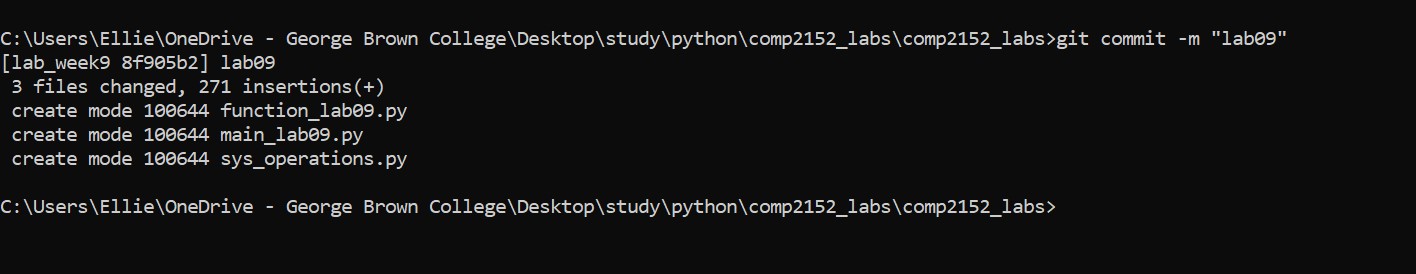 C:\Users\Ellie\OneDrive - George Brown College\Desktop\study\python\comp2152_labs\comp2152_labs>git commit -m "lab09"
[lab_week9 8f905b2] lab09
 3 files changed, 271 insertions(+)
 create mode 100644 function_lab09.py
 create mode 100644 main_lab09.py
 create mode 100644 sys_operations.py
C:\Users\Ellie\OneDrive - George Brown College\Desktop\study\python\comp2152_labs\comp2152_labs>